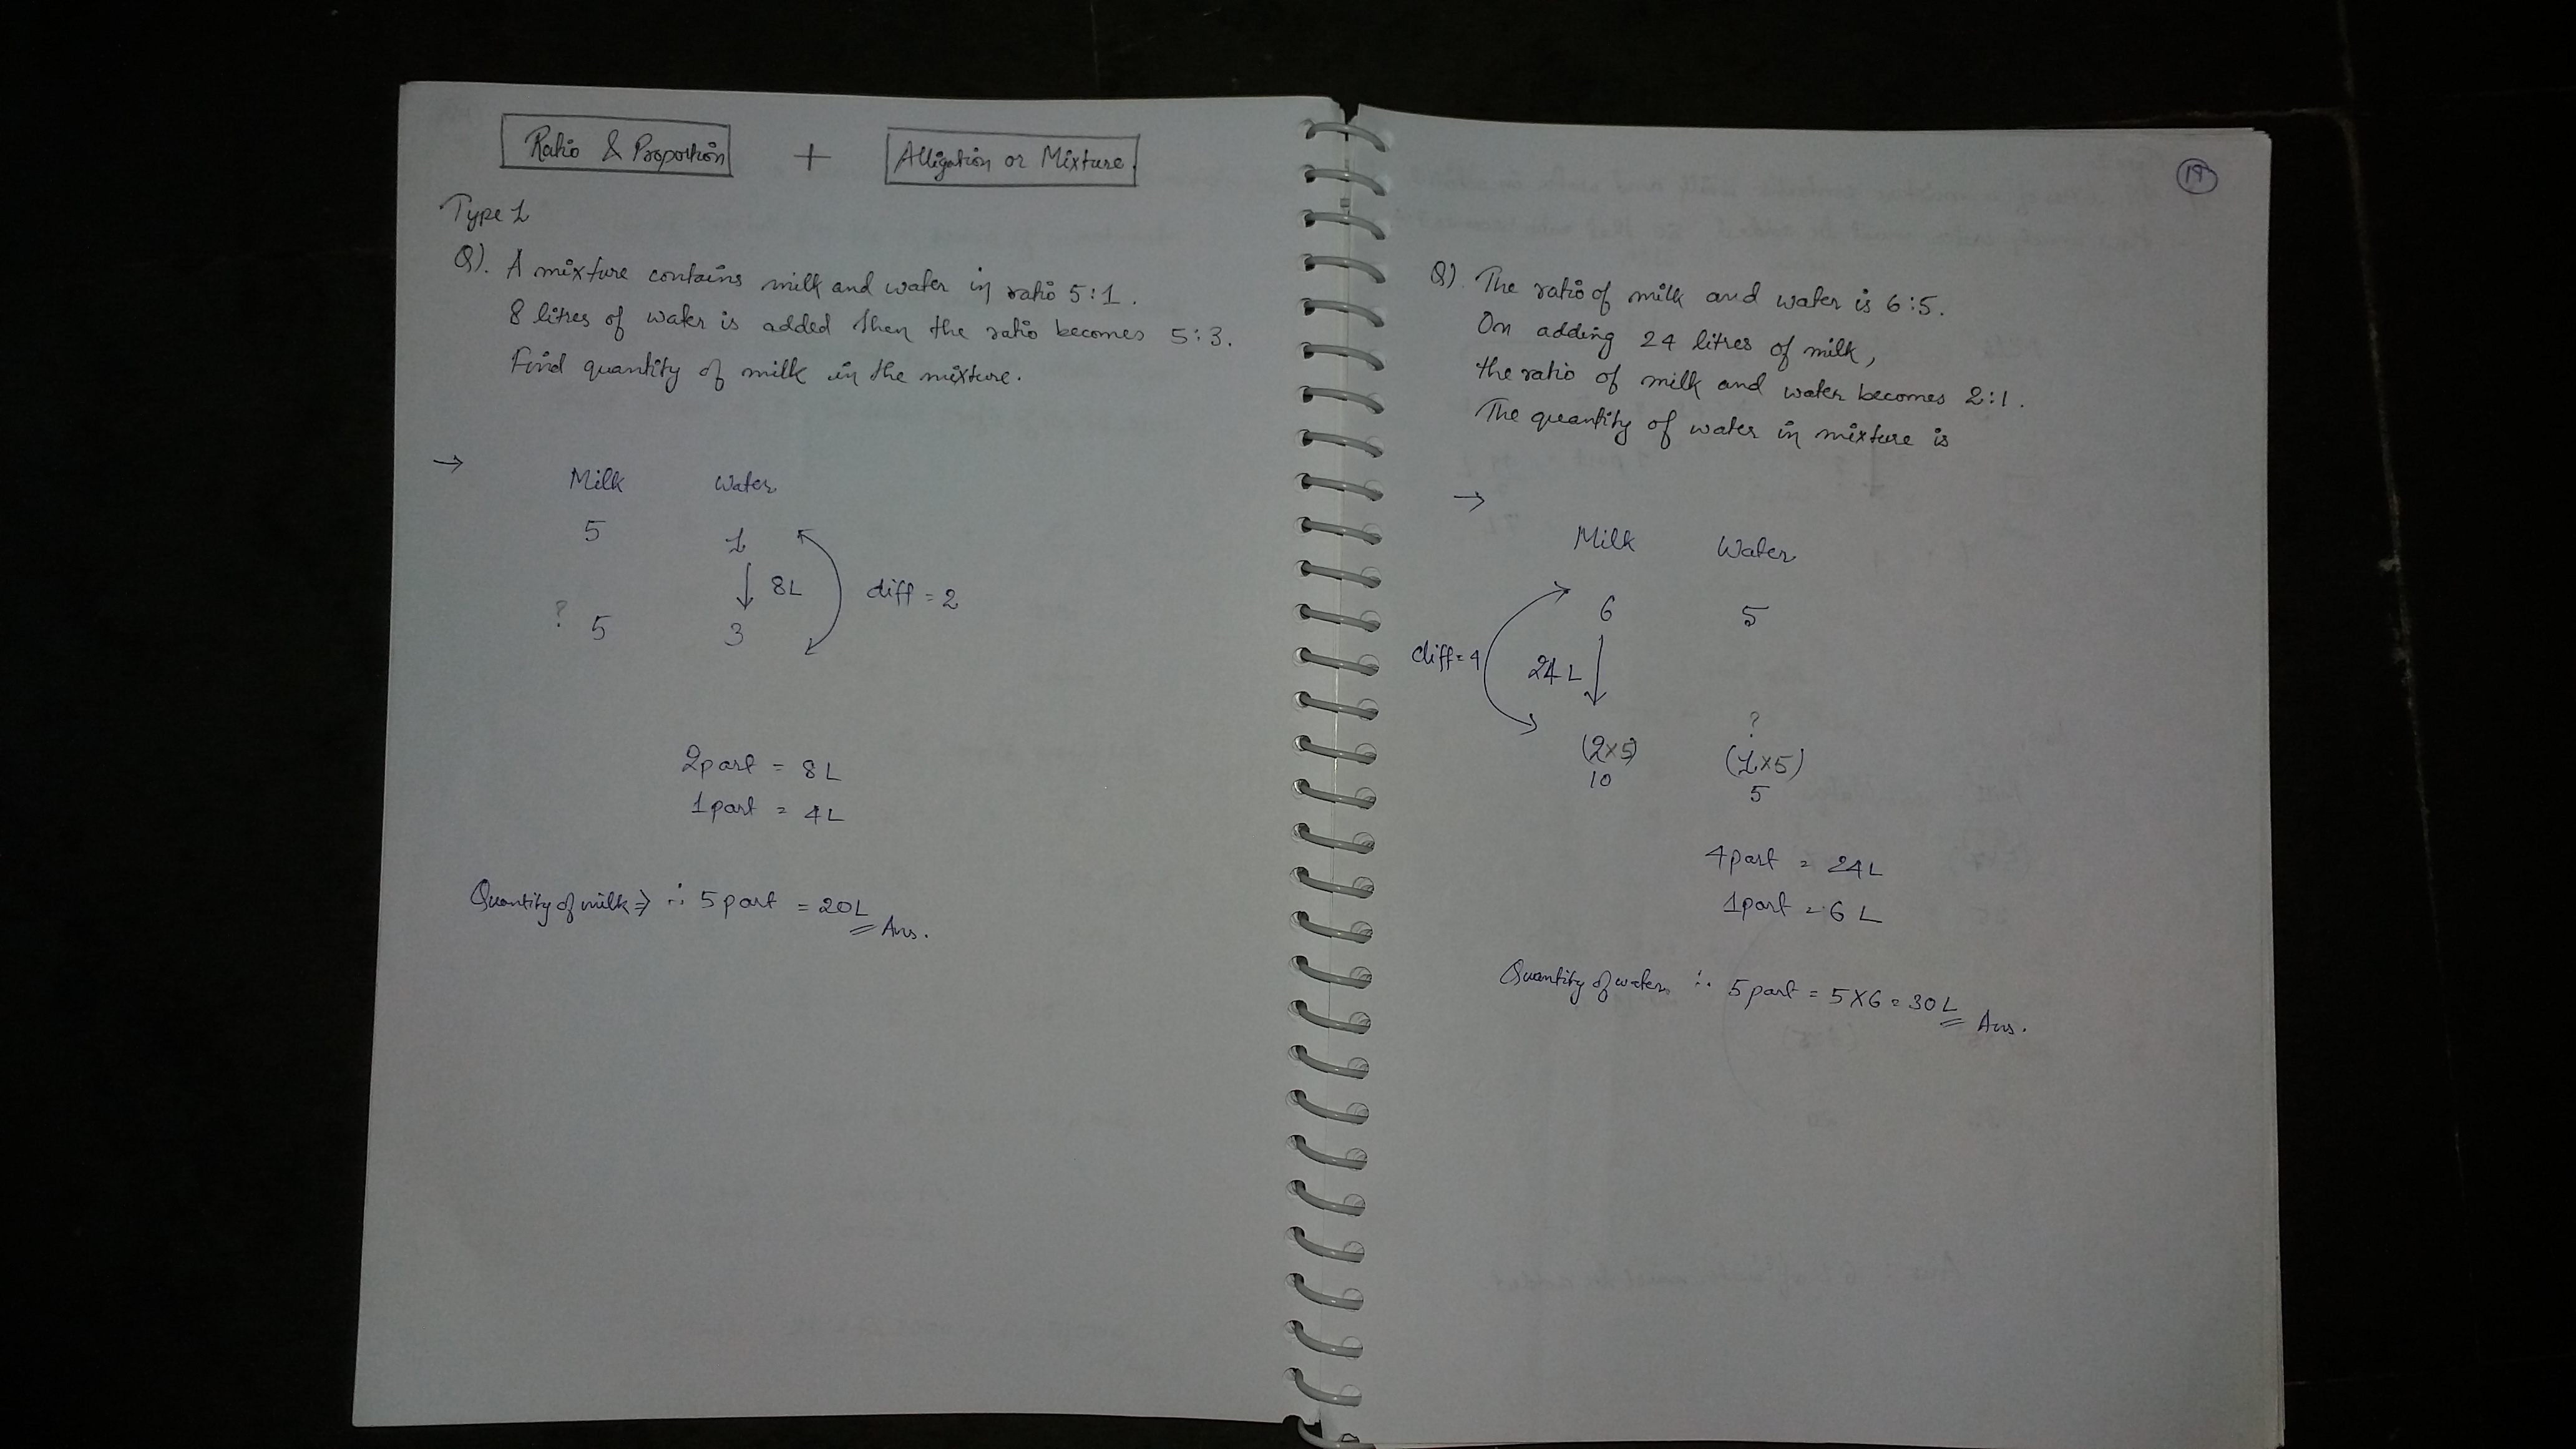 Ratio & Proportion + Alligation or Mixture.
Type 1
Q). A mixture contains milk and water in ratio 5:1.
8 litres of water is added then the ratio becomes 5:3.
Find quantity of milk in the mixture.
→
Milk Water
5 1
8L diff = 2
? 5 3
2part = 8L
1part = 4L
Quantity of milk ⇒ ∴ 5 part = 20L Ans.
19
Q). The ratio of milk and water is 6:5.
On adding 24 litres of milk,
the ratio of milk and water becomes 2:1.
The quantity of water in mixture is
→
Milk Water
6 5
diff = 4 24L
?
(2×5) (1×5)
10 5
4part = 24L
1part = 6L
Quantity of water ∴ 5part = 5×6 = 30L Ans.